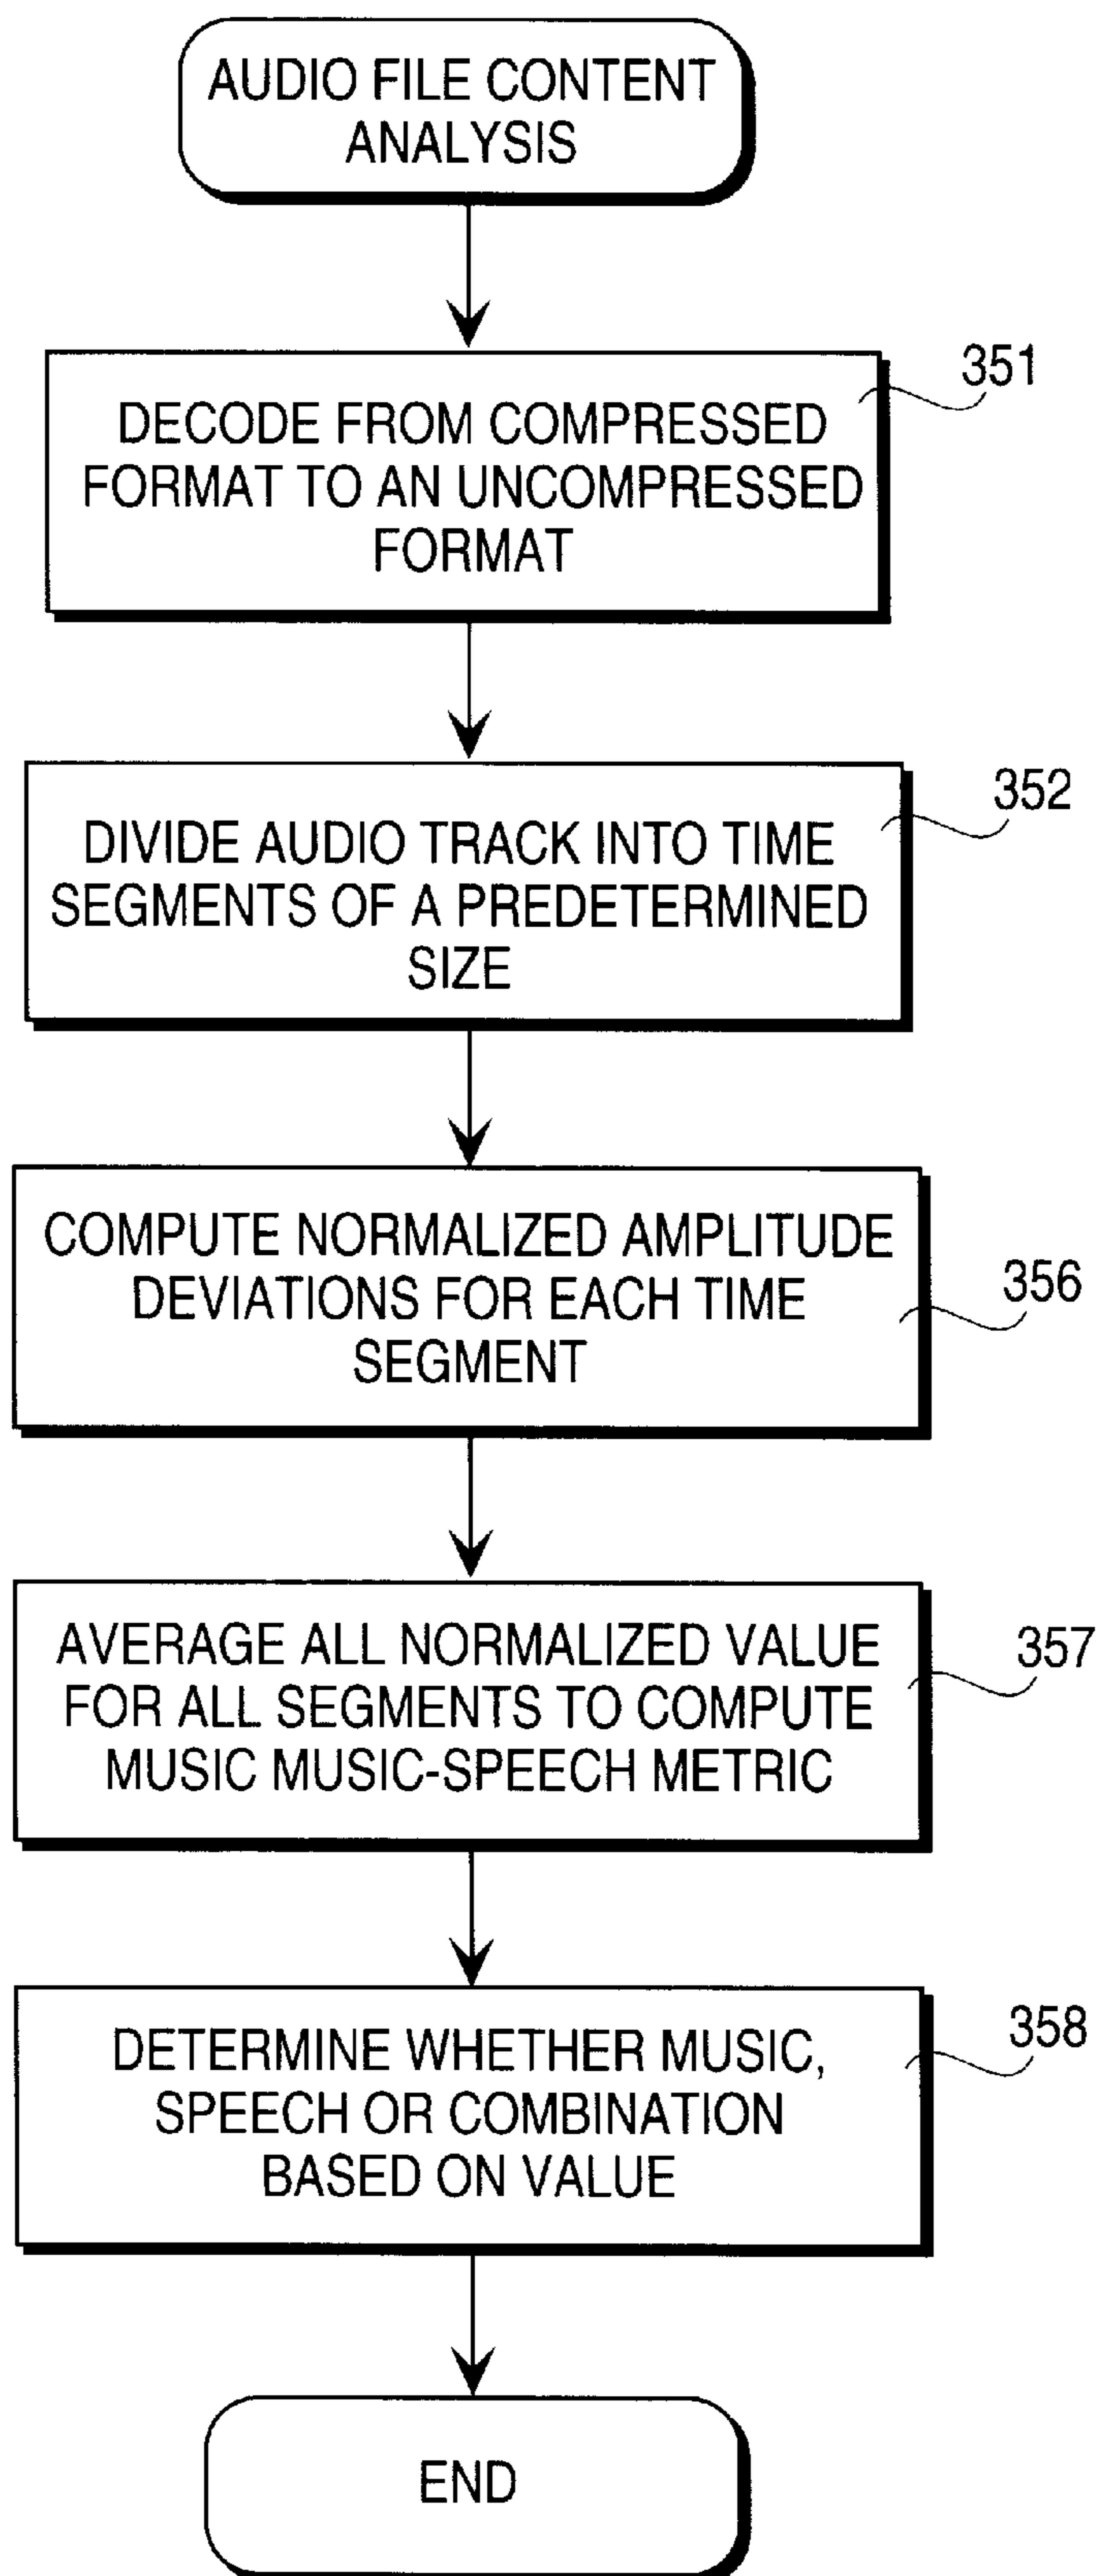 AUDIO FILE CONTENT
ANALYSIS
351
DECODE FROM COMPRESSED
FORMAT TO AN UNCOMPRESSED
FORMAT
352
DIVIDE AUDIO TRACK INTO TIME
SEGMENTS OF A PREDETERMINED
SIZE
COMPUTE NORMALIZED AMPLITUDE
DEVIATIONS FOR EACH TIME
SEGMENT
356
AVERAGE ALL NORMALIZED VALUE
FOR ALL SEGMENTS TO COMPUTE
MUSIC MUSIC-SPEECH METRIC
357
DETERMINE WHETHER MUSIC,
SPEECH OR COMBINATION
BASED ON VALUE
358
END